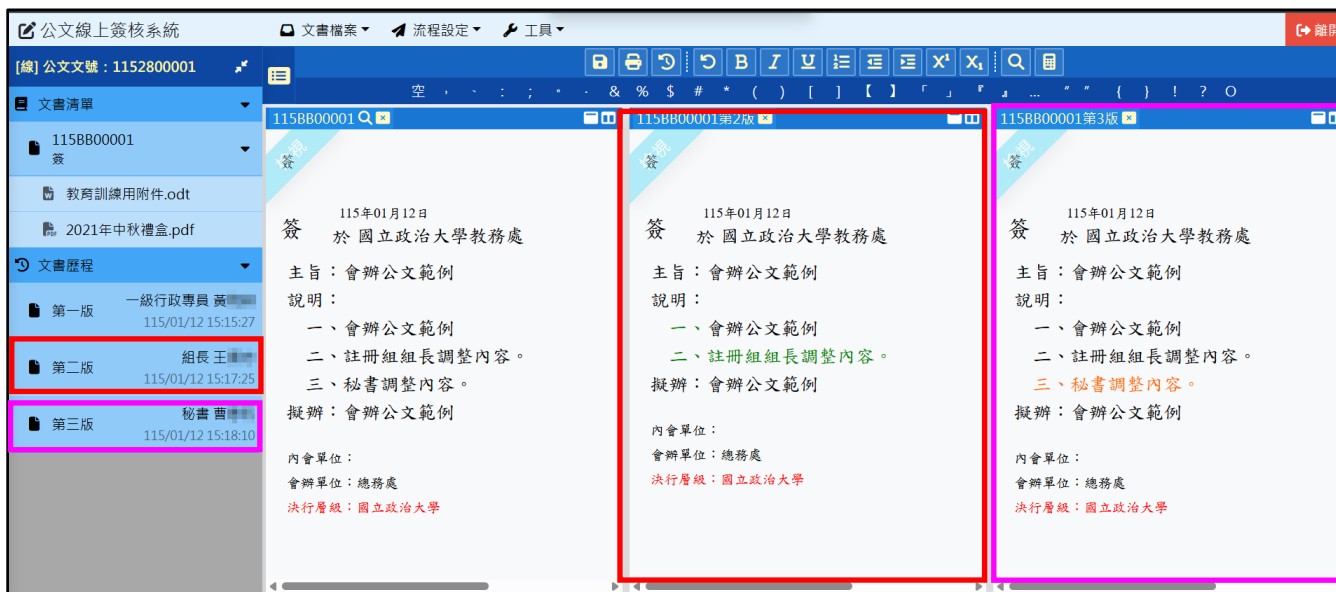 公文線上簽核系統
文書檔案 流程設定 工具
離開
[線] 公文文號：1152800001
空 ， 、 ： ； 。 ． & % $ # * ( ) [ ] 【 】 「 」 『 』 … " " { } ! ? O
文書清單
115BB00001
簽
教育訓練用附件.odt
2021年中秋禮盒.pdf
文書歷程
第一版
一級行政專員 黃
115/01/12 15:15:27
第二版
組長 王
115/01/12 15:17:25
第三版
秘書 曹
115/01/12 15:18:10
115BB00001
簽
115年01月12日
簽 於 國立政治大學教務處
主旨：會辦公文範例
說明：
一、會辦公文範例
二、註冊組組長調整內容。
三、秘書調整內容。
擬辦：會辦公文範例
內會單位：
會辦單位：總務處
決行層級：國立政治大學
115BB00001第2版
簽
115年01月12日
簽 於 國立政治大學教務處
主旨：會辦公文範例
說明：
一、會辦公文範例
二、註冊組組長調整內容。
擬辦：會辦公文範例
內會單位：
會辦單位：總務處
決行層級：國立政治大學
115BB00001第3版
簽
115年01月12日
簽 於 國立政治大學教務處
主旨：會辦公文範例
說明：
一、會辦公文範例
二、註冊組組長調整內容。
三、秘書調整內容。
擬辦：會辦公文範例
內會單位：
會辦單位：總務處
決行層級：國立政治大學